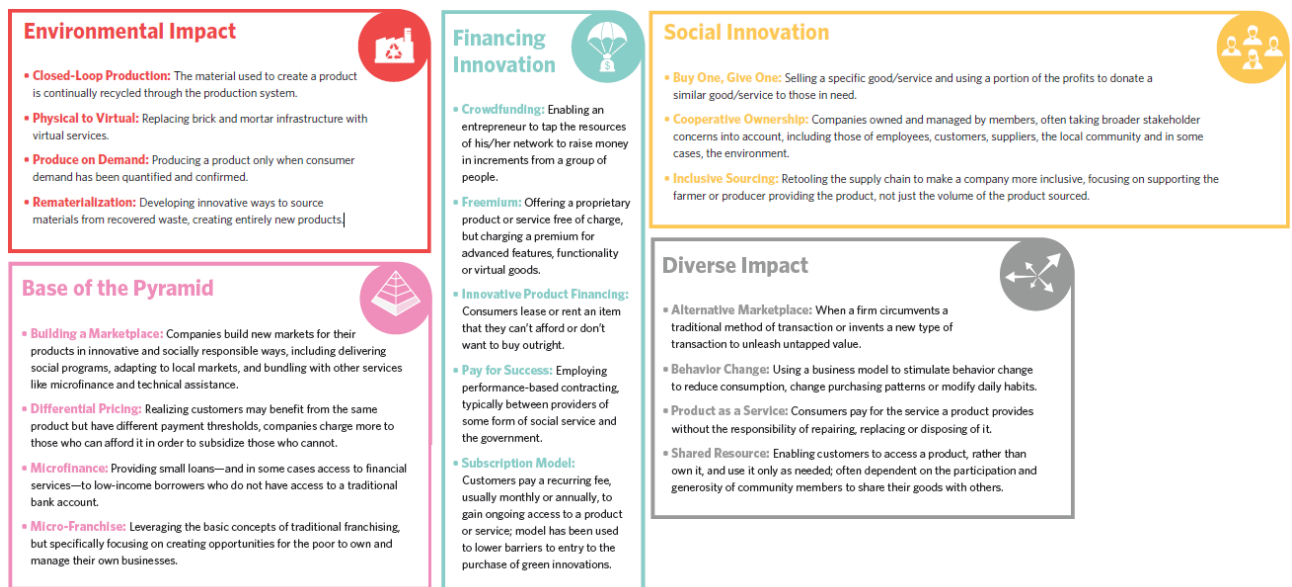 Environmental Impact
▪ Closed-Loop Production: The material used to create a product
is continually recycled through the production system.
▪ Physical to Virtual: Replacing brick and mortar infrastructure with
virtual services.
▪ Produce on Demand: Producing a product only when consumer
demand has been quantified and confirmed.
▪ Rematerialization: Developing innovative ways to source
materials from recovered waste, creating entirely new products.
Base of the Pyramid
▪ Building a Marketplace: Companies build new markets for their
products in innovative and socially responsible ways, including delivering
social programs, adapting to local markets, and bundling with other services
like microfinance and technical assistance.
▪ Differential Pricing: Realizing customers may benefit from the same
product but have different payment thresholds, companies charge more to
those who can afford it in order to subsidize those who cannot.
▪ Microfinance: Providing small loans—and in some cases access to financial
services—to low-income borrowers who do not have access to a traditional
bank account.
▪ Micro-Franchise: Leveraging the basic concepts of traditional franchising,
but specifically focusing on creating opportunities for the poor to own and
manage their own businesses.
Financing
Innovation
$
▪ Crowdfunding: Enabling an
entrepreneur to tap the resources
of his/her network to raise money
in increments from a group of
people.
▪ Freemium: Offering a proprietary
product or service free of charge,
but charging a premium for
advanced features, functionality
or virtual goods.
▪ Innovative Product Financing:
Consumers lease or rent an item
that they can't afford or don't
want to buy outright.
▪ Pay for Success: Employing
performance-based contracting,
typically between providers of
some form of social service and
the government.
▪ Subscription Model:
Customers pay a recurring fee,
usually monthly or annually, to
gain ongoing access to a product
or service; model has been used
to lower barriers to entry to the
purchase of green innovations.
Social Innovation
▪ Buy One, Give One: Selling a specific good/service and using a portion of the profits to donate a
similar good/service to those in need.
▪ Cooperative Ownership: Companies owned and managed by members, often taking broader stakeholder
concerns into account, including those of employees, customers, suppliers, the local community and in some
cases, the environment.
▪ Inclusive Sourcing: Retooling the supply chain to make a company more inclusive, focusing on supporting the
farmer or producer providing the product, not just the volume of the product sourced.
Diverse Impact
▪ Alternative Marketplace: When a firm circumvents a
traditional method of transaction or invents a new type of
transaction to unleash untapped value.
▪ Behavior Change: Using a business model to stimulate behavior change
to reduce consumption, change purchasing patterns or modify daily habits.
▪ Product as a Service: Consumers pay for the service a product provides
without the responsibility of repairing, replacing or disposing of it.
▪ Shared Resource: Enabling customers to access a product, rather than
own it, and use it only as needed; often dependent on the participation and
generosity of community members to share their goods with others.